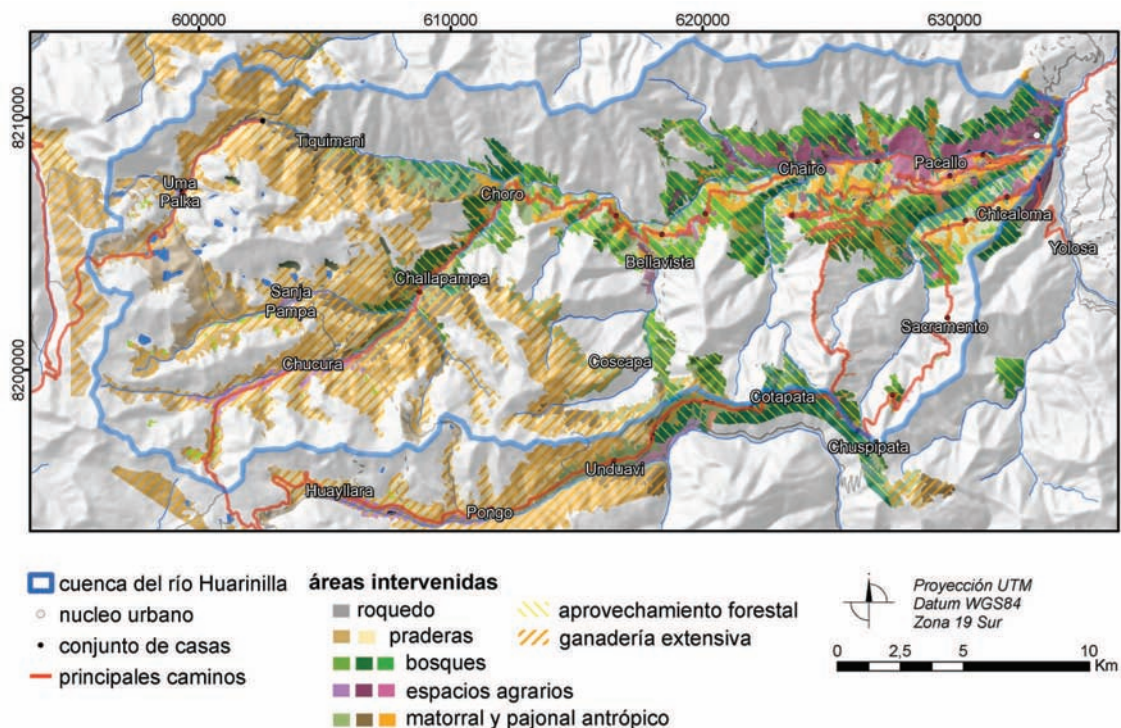 600000
610000
620000
630000
8210000
8200000
Tiquimani
Uma
Palka
Choro
Chairo
Pacallo
Chicaloma
Yolosa
Bellavista
Challapampa
Sanja
Pampa
Sacramento
Chucura
Coscapa
Cotapata
Chuspipata
Unduavi
Huayllara
Pongo
cuenca del río Huarinilla
nucleo urbano
conjunto de casas
principales caminos
áreas intervenidas
roquedo
praderas
bosques
espacios agrarios
matorral y pajonal antrópico
aprovechamiento forestal
ganadería extensiva
Proyección UTM
Datum WGS84
Zona 19 Sur
0 2,5 5 10
Km